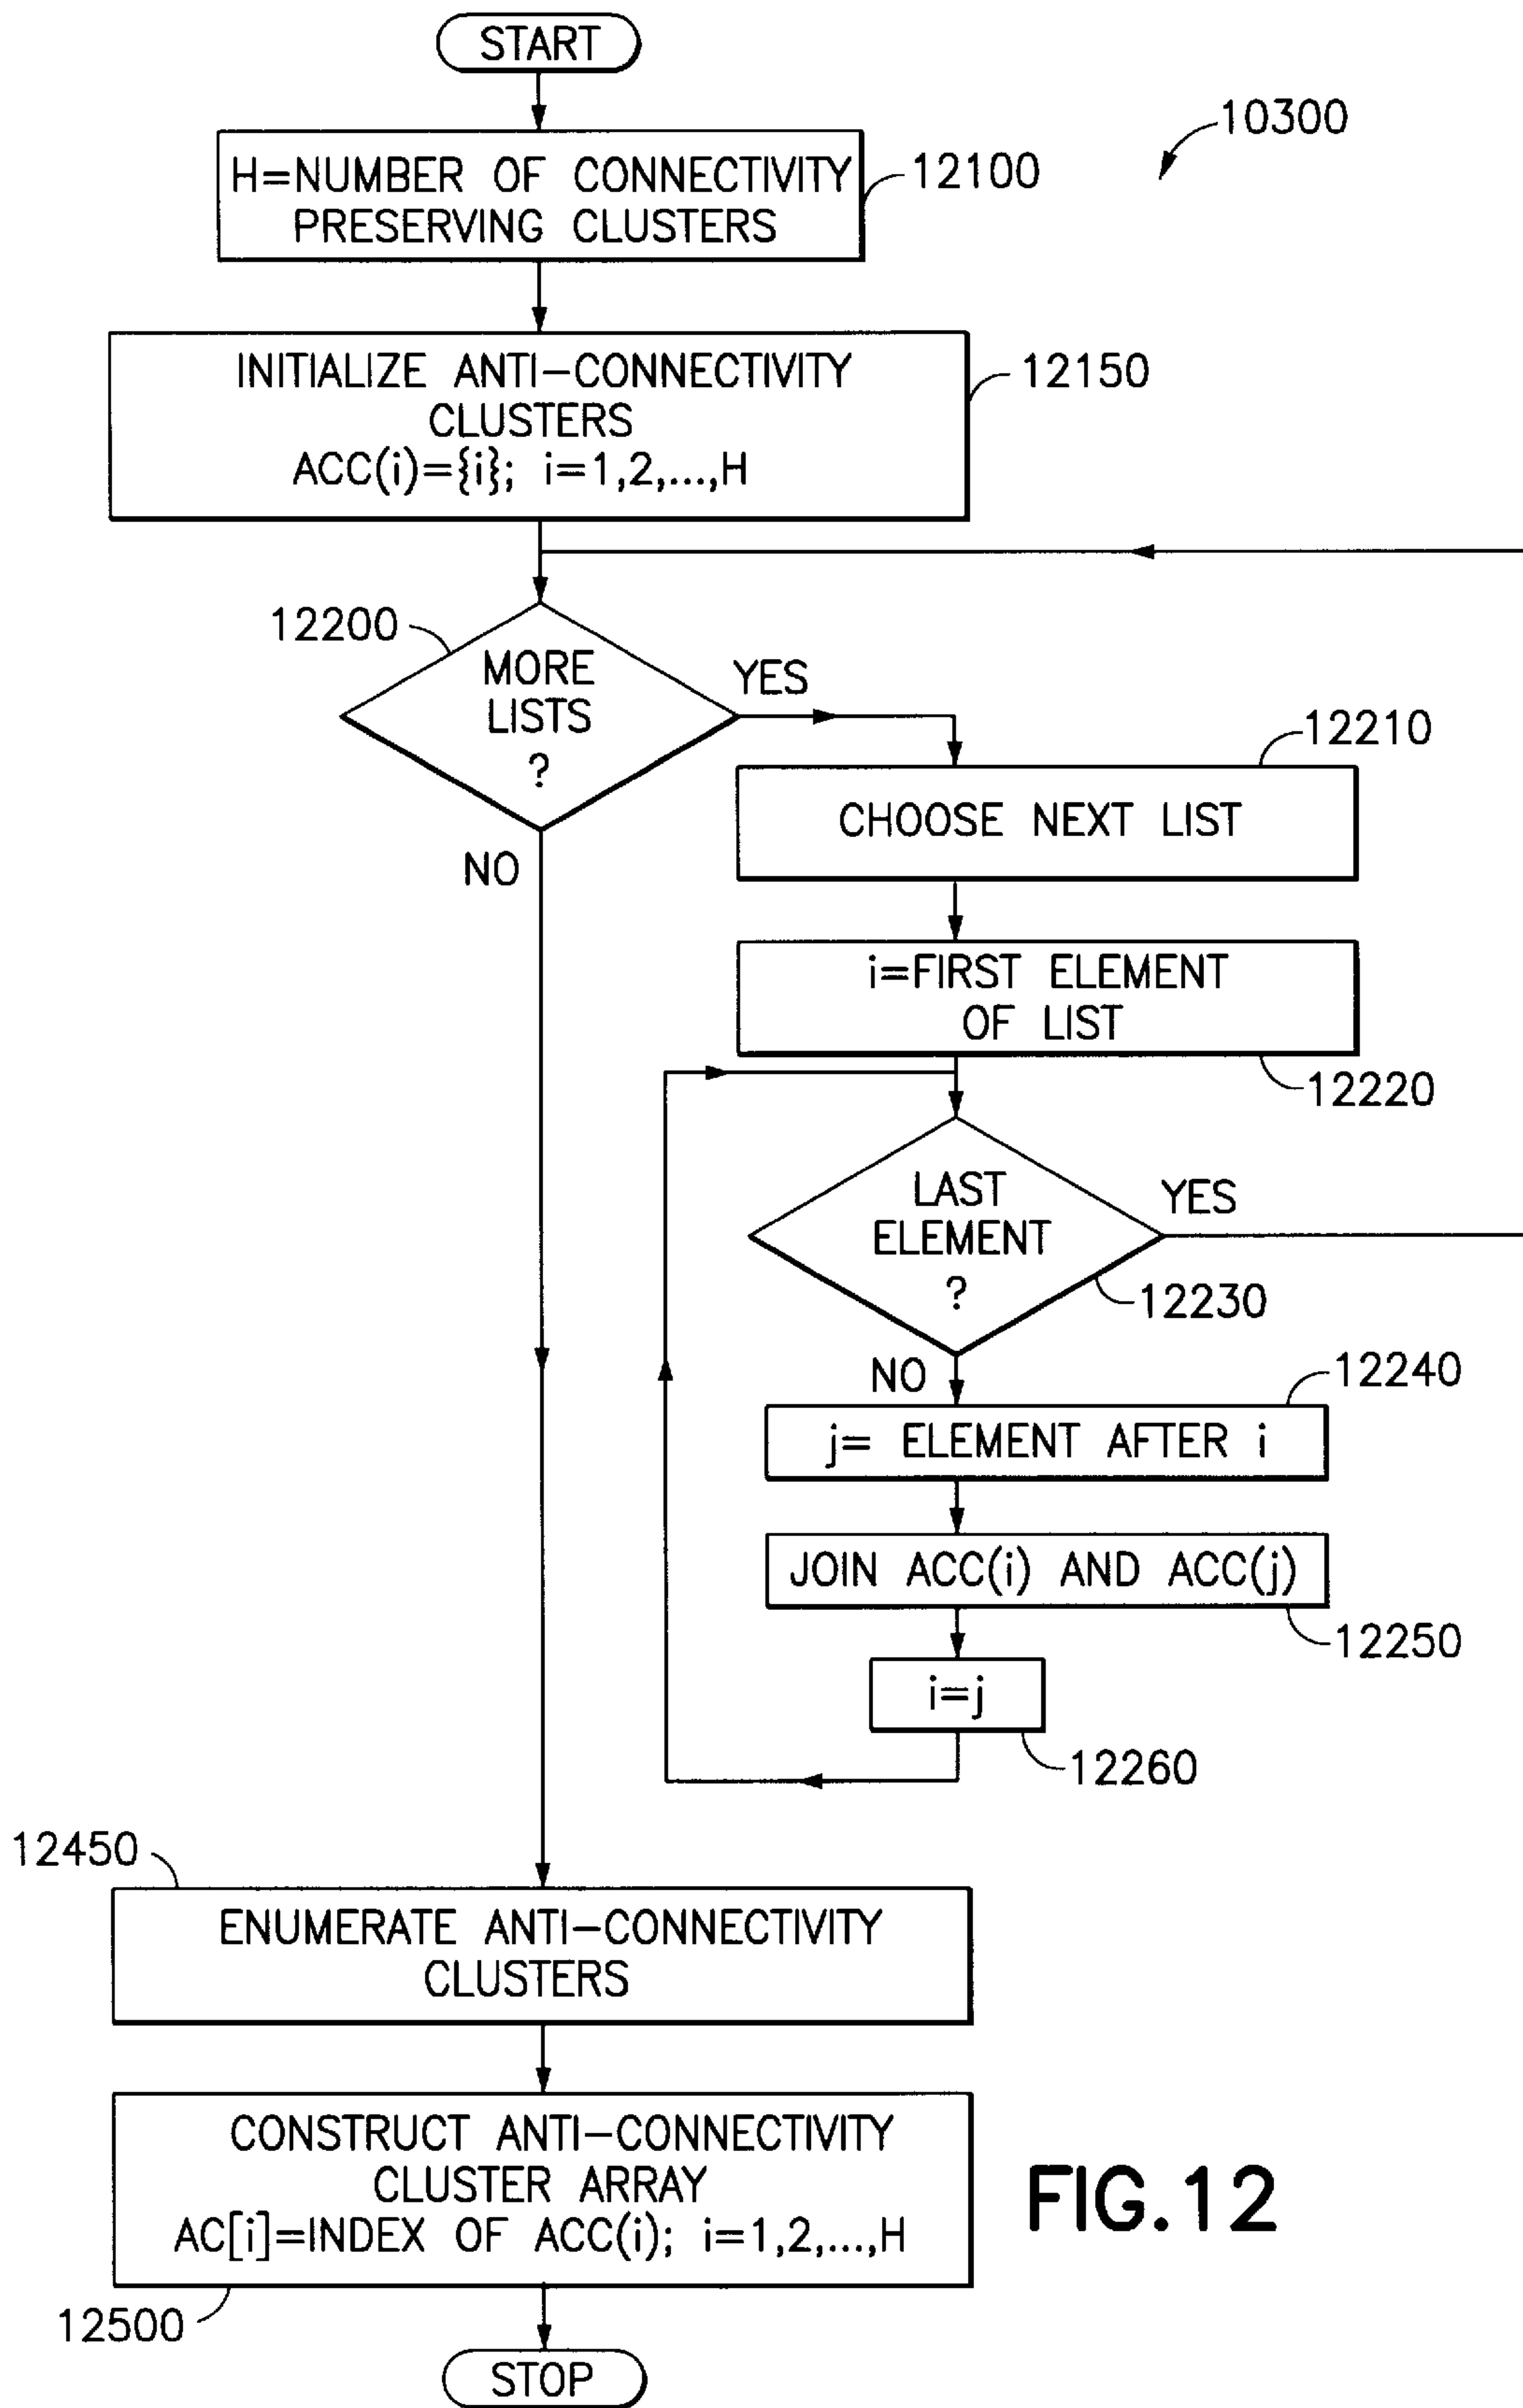 START
10300
H=NUMBER OF CONNECTIVITY
PRESERVING CLUSTERS
12100
INITIALIZE ANTI-CONNECTIVITY
CLUSTERS
ACC(i)={i}; i=1,2,...,H
12150
12200
MORE
LISTS
?
YES
NO
12210
CHOOSE NEXT LIST
i=FIRST ELEMENT
OF LIST
12220
LAST
ELEMENT
?
YES
12230
NO
12240
j= ELEMENT AFTER i
JOIN ACC(i) AND ACC(j)
12250
i=j
12260
12450
ENUMERATE ANTI-CONNECTIVITY
CLUSTERS
CONSTRUCT ANTI-CONNECTIVITY
CLUSTER ARRAY
AC[i]=INDEX OF ACC(i); i=1,2,...,H
12500
STOP
FIG.12